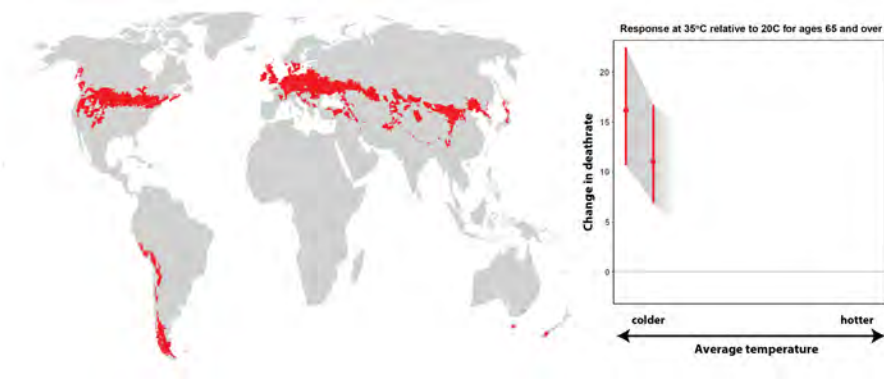 Response at 35°C relative to 20C for ages 65 and over
Change in deathrate
20
15
10
5
0
colder hotter
Average temperature